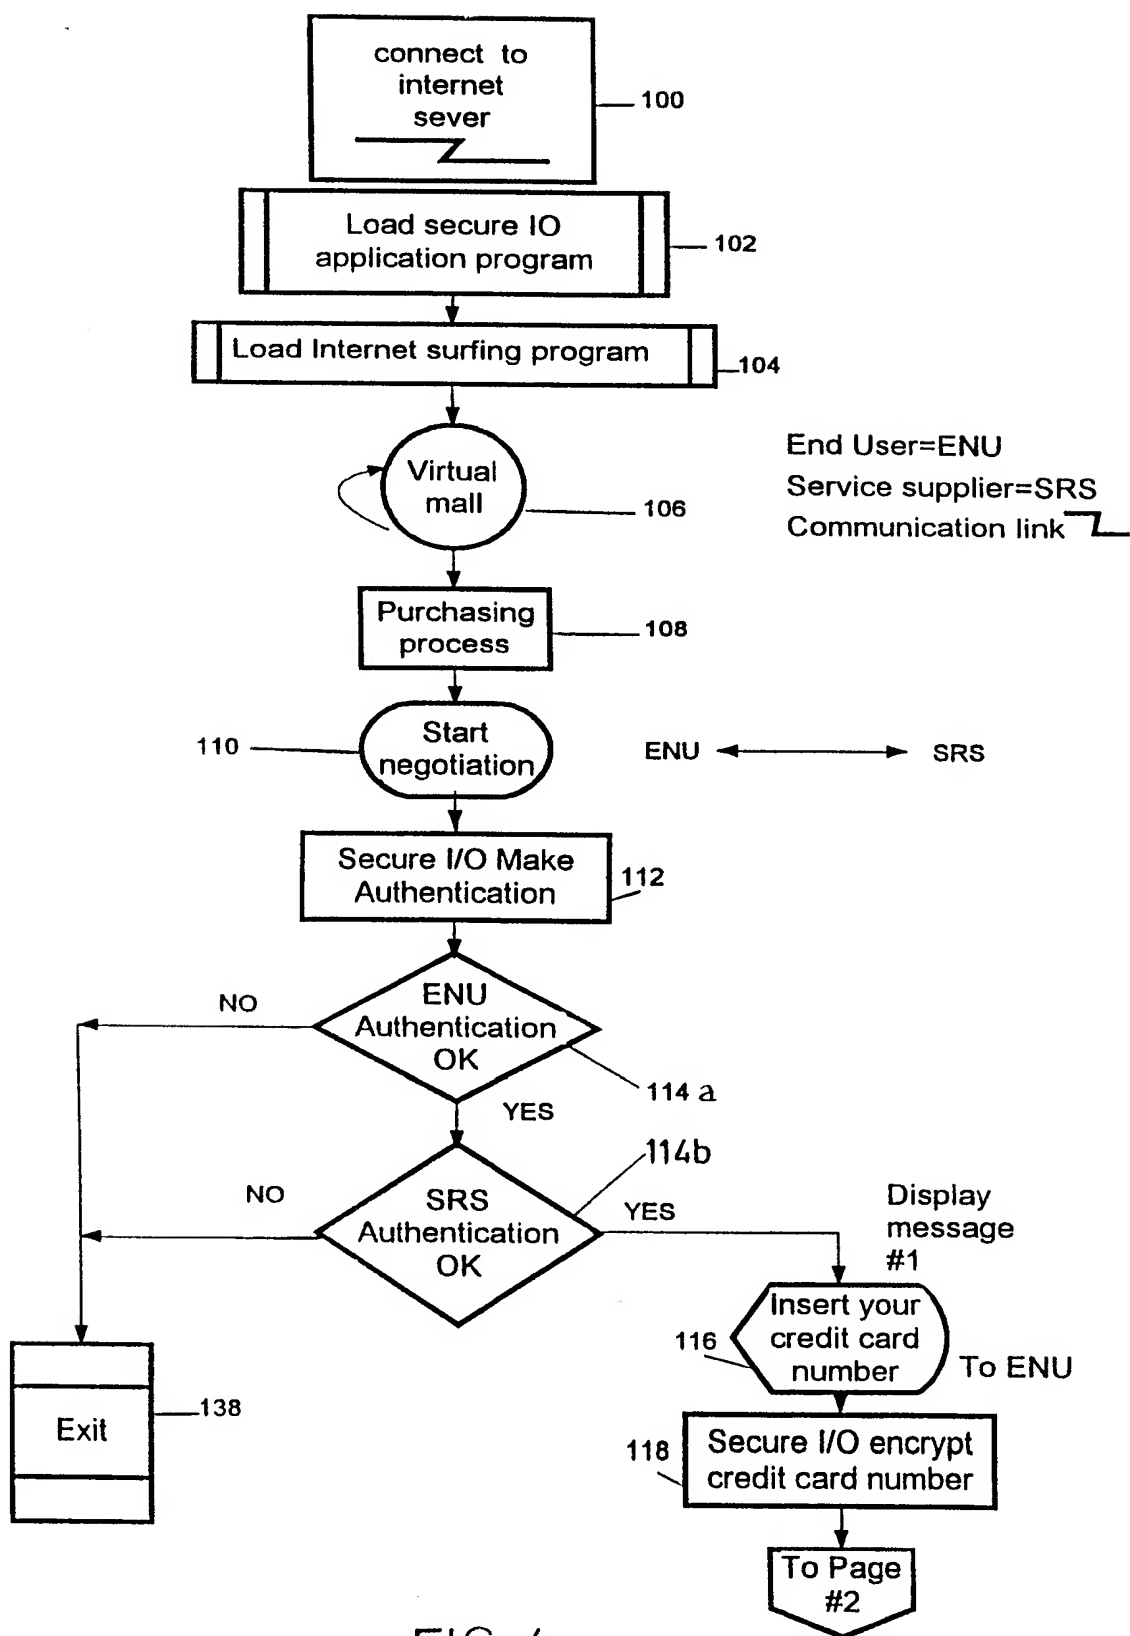 connect to
internet
sever
100
Load secure IO
application program
102
Load Internet surfing program
104
Virtual
mall
106
End User=ENU
Service supplier=SRS
Communication link
Purchasing
process
108
110
Start
negotiation
ENU
SRS
Secure I/O Make
Authentication
112
NO
ENU
Authentication
OK
114 a
YES
114b
NO
SRS
Authentication
OK
YES
Display
message
#1
Insert your
credit card
number
116
To ENU
Exit
138
118
Secure I/O encrypt
credit card number
To Page
#2